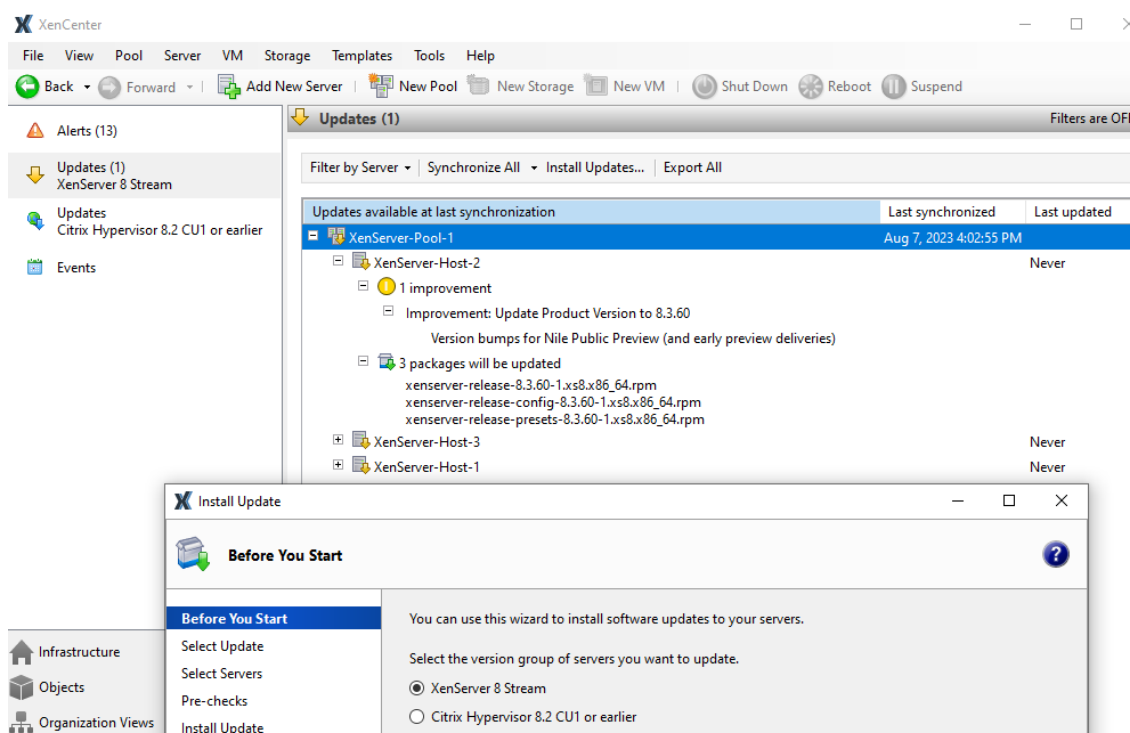 XenCenter
File View Pool Server VM Storage Templates Tools Help
Back Forward Add New Server New Pool New Storage New VM Shut Down Reboot Suspend
Alerts (13)
Updates (1)
XenServer 8 Stream
Updates
Citrix Hypervisor 8.2 CU1 or earlier
Events
Updates (1) Filters are OFF
Filter by Server Synchronize All Install Updates... Export All
Updates available at last synchronization Last synchronized Last updated
XenServer-Pool-1 Aug 7, 2023 4:02:55 PM
XenServer-Host-2 Never
1 improvement
Improvement: Update Product Version to 8.3.60
Version bumps for Nile Public Preview (and early preview deliveries)
3 packages will be updated
xenserver-release-8.3.60-1.xs8.x86_64.rpm
xenserver-release-config-8.3.60-1.xs8.x86_64.rpm
xenserver-release-presets-8.3.60-1.xs8.x86_64.rpm
XenServer-Host-3 Never
XenServer-Host-1 Never
Infrastructure
Objects
Organization Views
Install Update
Before You Start
Before You Start
Select Update
Select Servers
Pre-checks
Install Update
You can use this wizard to install software updates to your servers.
Select the version group of servers you want to update.
XenServer 8 Stream
Citrix Hypervisor 8.2 CU1 or earlier